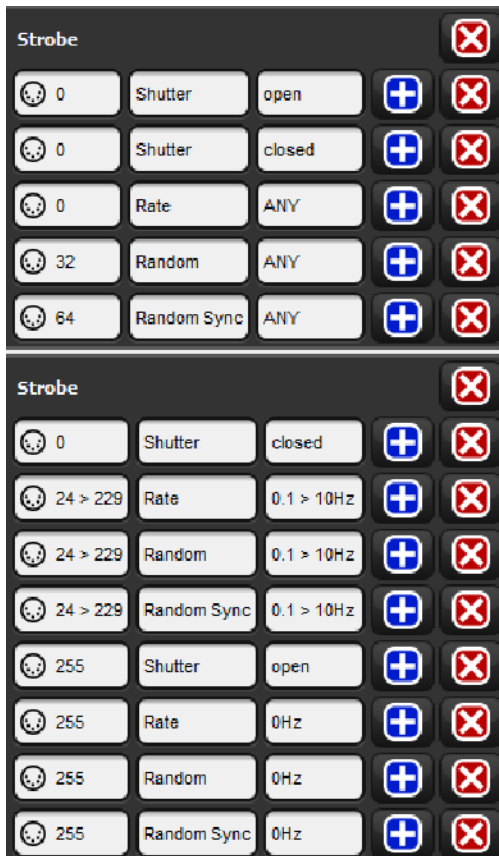 Strobe
0 Shutter open
0 Shutter closed
0 Rate ANY
32 Random ANY
64 Random Sync ANY
Strobe
0 Shutter closed
24 > 229 Rate 0.1 > 10Hz
24 > 229 Random 0.1 > 10Hz
24 > 229 Random Sync 0.1 > 10Hz
255 Shutter open
255 Rate 0Hz
255 Random 0Hz
255 Random Sync 0Hz